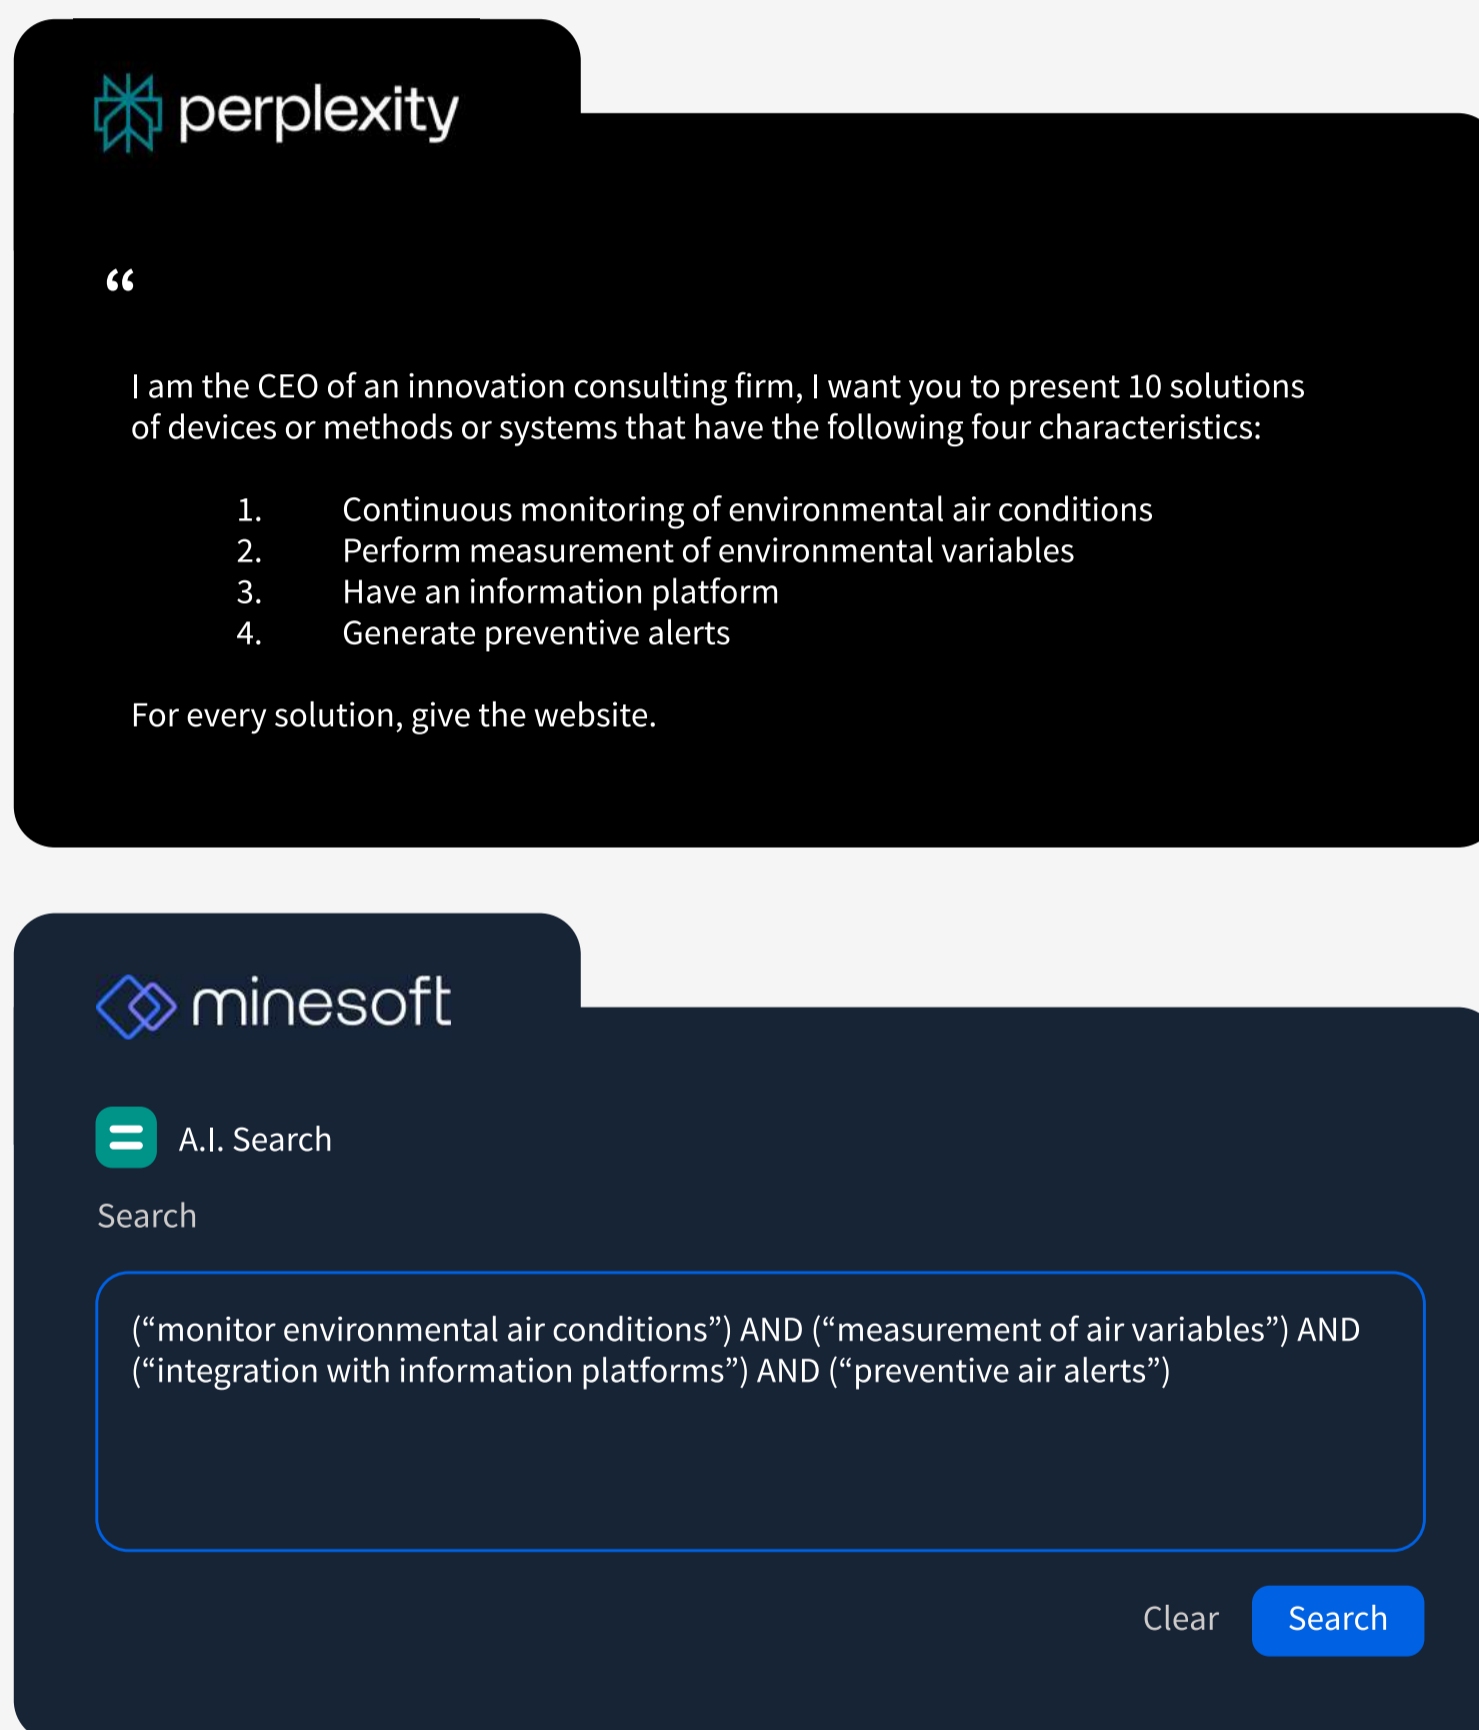 perplexity
“
I am the CEO of an innovation consulting firm, I want you to present 10 solutions
of devices or methods or systems that have the following four characteristics:
1. Continuous monitoring of environmental air conditions
2. Perform measurement of environmental variables
3. Have an information platform
4. Generate preventive alerts
For every solution, give the website.
minesoft
A.I. Search
Search
(“monitor environmental air conditions”) AND (“measurement of air variables”) AND
(“integration with information platforms”) AND (“preventive air alerts”)
Clear Search